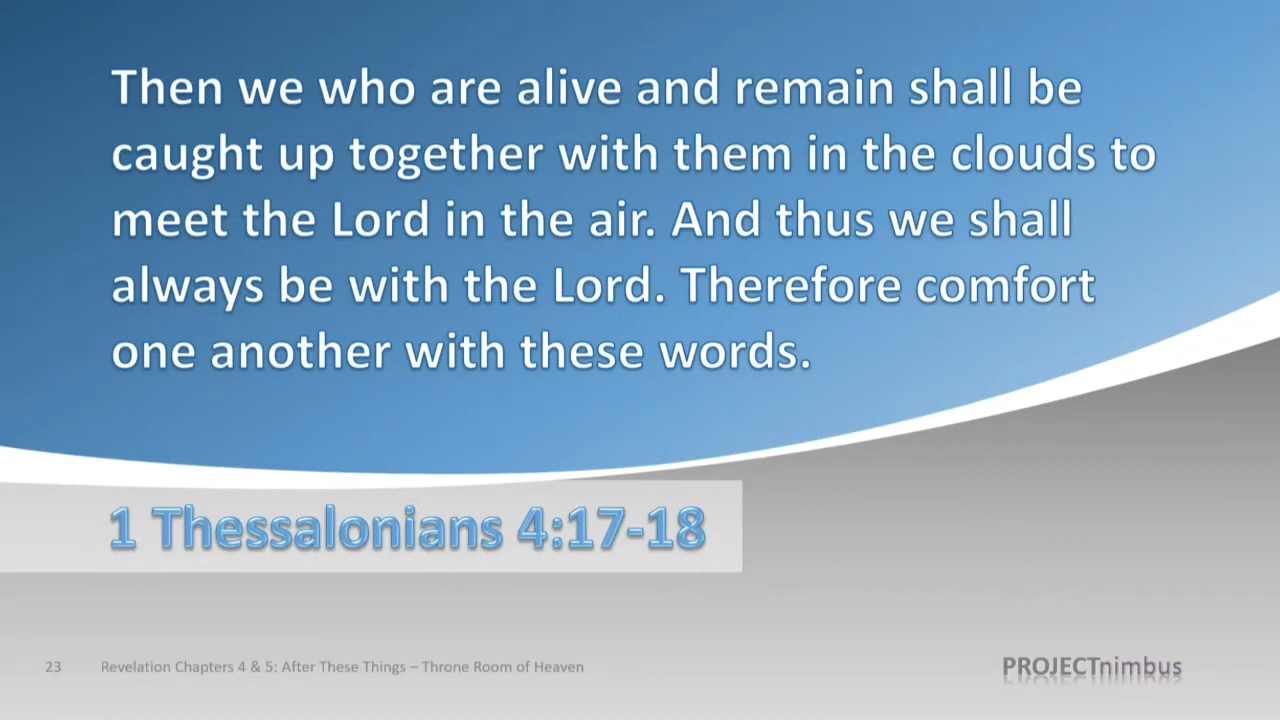 Then we who are alive and remain shall be
caught up together with them in the clouds to
meet the Lord in the air. And thus we shall
always be with the Lord. Therefore comfort
one another with these words.
1 Thessalonians 4:17-18
23 Revelation Chapters 4 & 5: After These Things – Throne Room of Heaven
PROJECTnimbus